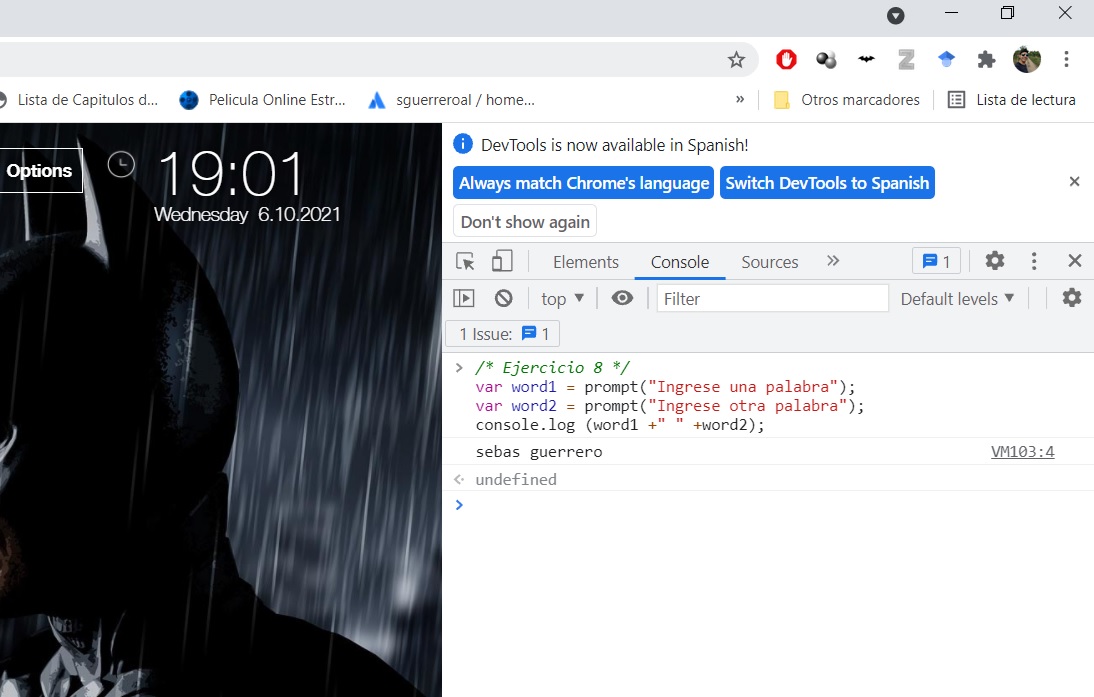 Lista de Capitulos d...
Pelicula Online Estr...
sguerreroal / home...
»
Otros marcadores
Lista de lectura
Options
19:01
Wednesday 6.10.2021
DevTools is now available in Spanish!
Always match Chrome's language
Switch DevTools to Spanish
Don't show again
Elements
Console
Sources
»
1
top
Filter
Default levels
1 Issue: 1
/* Ejercicio 8 */
var word1 = prompt("Ingrese una palabra");
var word2 = prompt("Ingrese otra palabra");
console.log (word1 +" " +word2);
sebas guerrero
VM103:4
undefined